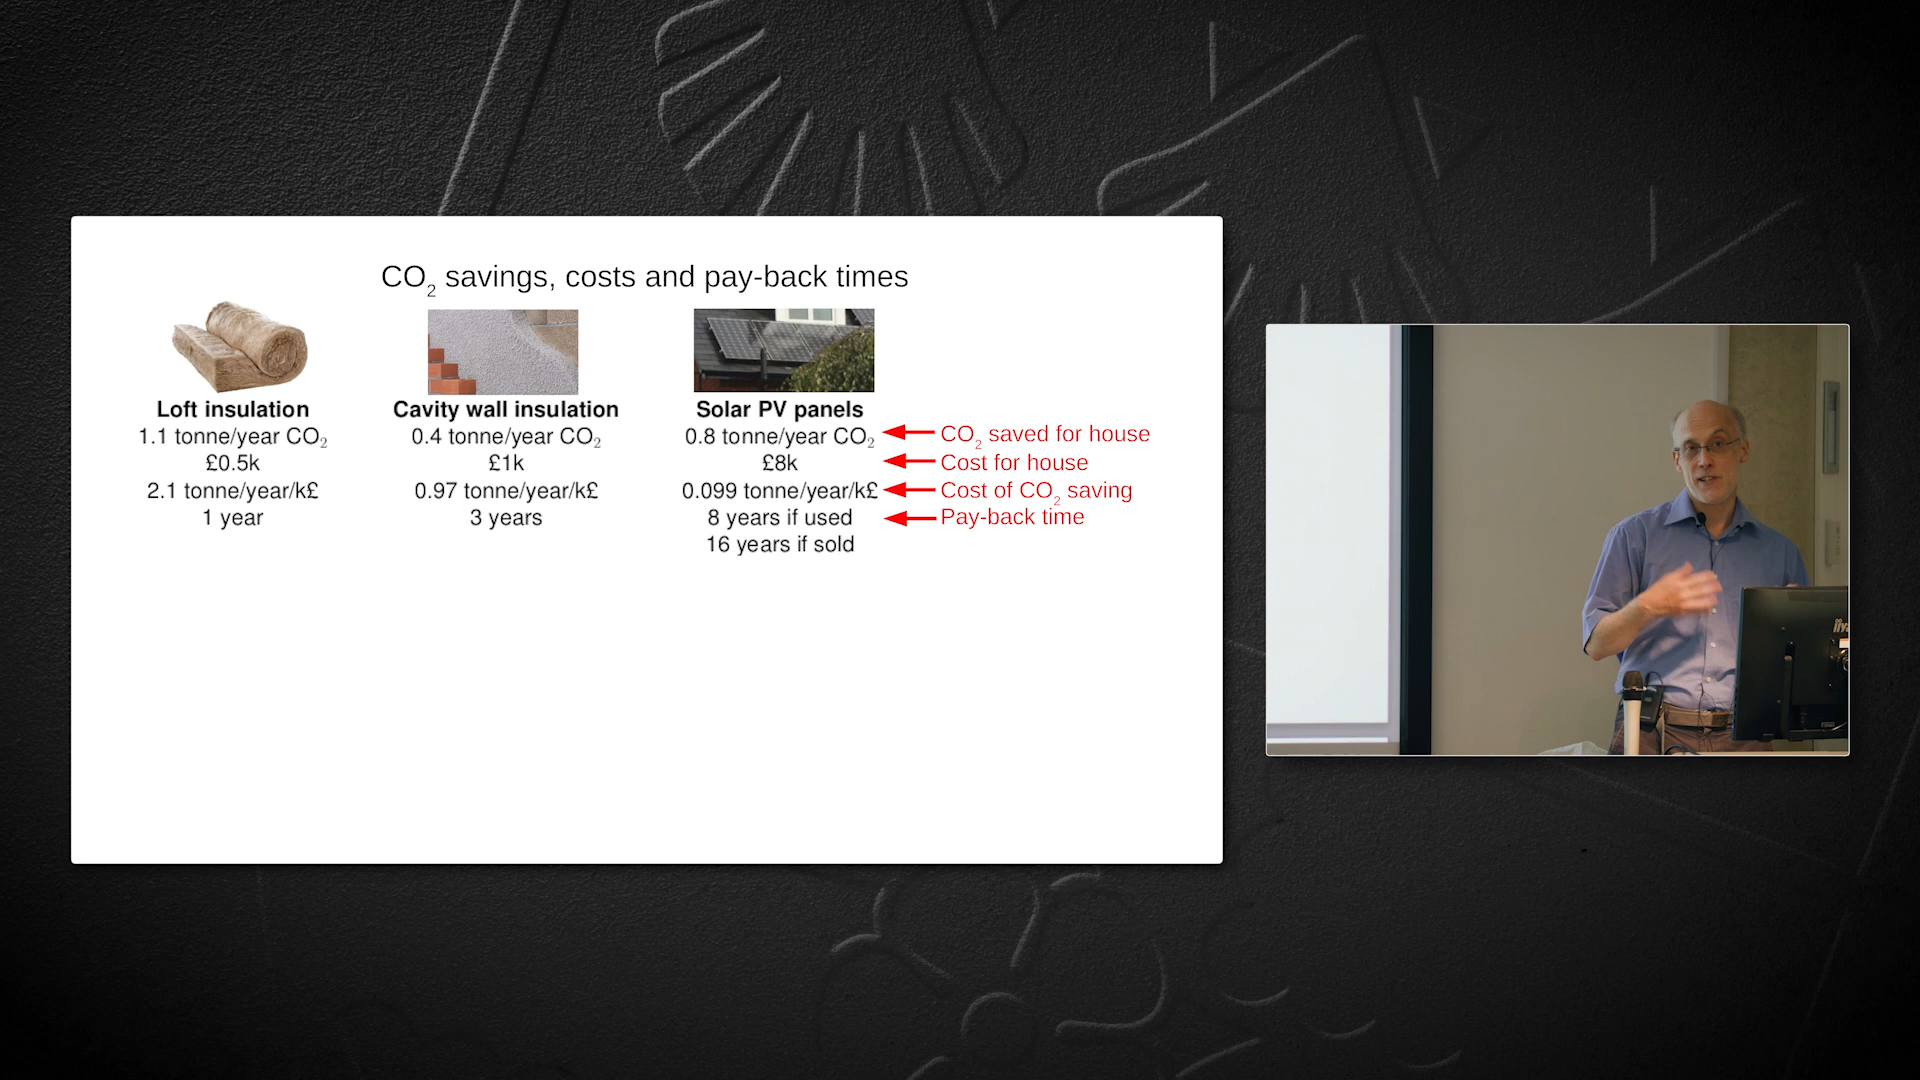 CO₂ savings, costs and pay-back times
Loft insulation
1.1 tonne/year CO₂
£0.5k
2.1 tonne/year/k£
1 year
Cavity wall insulation
0.4 tonne/year CO₂
£1k
0.97 tonne/year/k£
3 years
Solar PV panels
0.8 tonne/year CO₂
£8k
0.099 tonne/year/k£
8 years if used
16 years if sold
CO₂ saved for house
Cost for house
Cost of CO₂ saving
Pay-back time